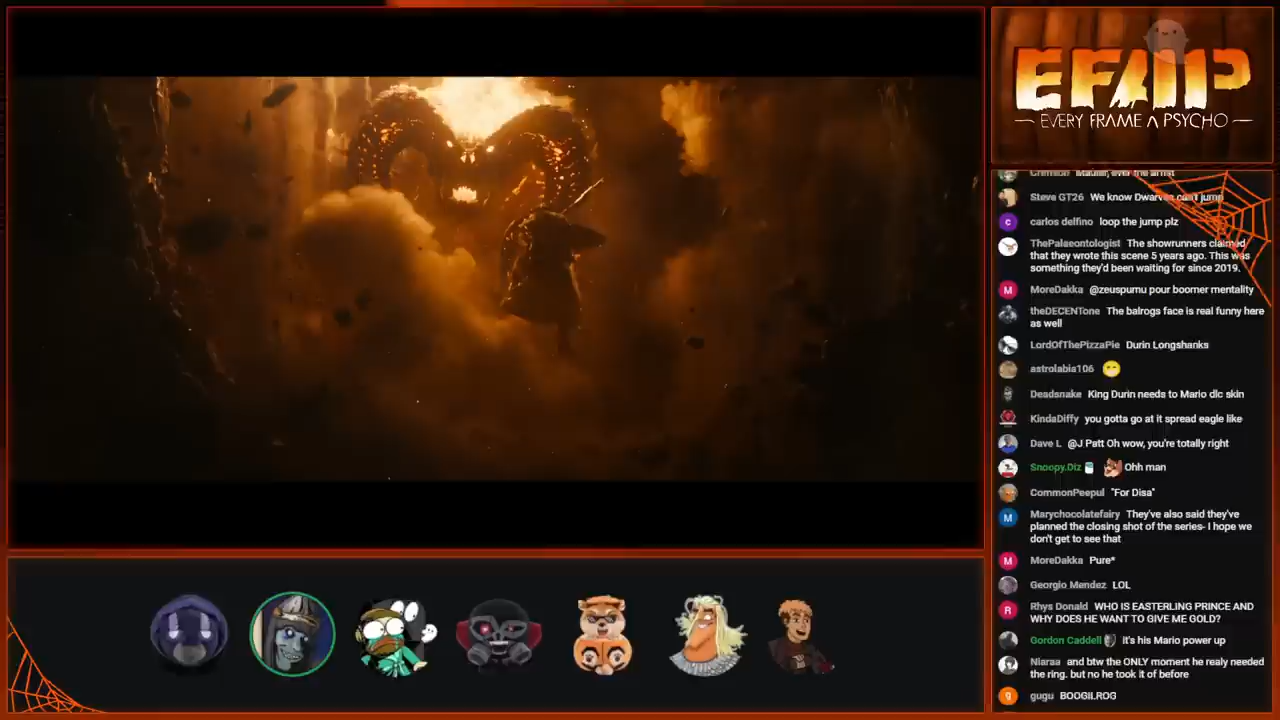 EFAP
EVERY FRAME A PSYCHO
Crimson Mauler, ever the artist
Steve GT26 We know Dwarves can't jump
carlos delfino loop the jump plz
ThePalaeontologist The showrunners claimed
that they wrote this scene 5 years ago. This was
something they'd been waiting for since 2019.
MoreDakka @zeuspumu pour boomer mentality
theDECENTone The balrogs face is real funny here
as well
LordOfThePizzaPie Durin Longshanks
astrolabia106
Deadsnake King Durin needs to Mario dlc skin
KindaDiffy you gotta go at it spread eagle like
Dave L @J Patt Oh wow, you're totally right
Snoopy.Diz Ohh man
CommonPeepul "For Disa"
Marychocolatefairy They've also said they've
planned the closing shot of the series- I hope we
don't get to see that
MoreDakka Pure*
Georgio Mendez LOL
Rhys Donald WHO IS EASTERLING PRINCE AND
WHY DOES HE WANT TO GIVE US GOLD?
Gordon Caddell It's his Mario power up
Niaraa and btw the ONLY moment he realy needed
the ring. but no he took it of before
gugu BOOGILROG